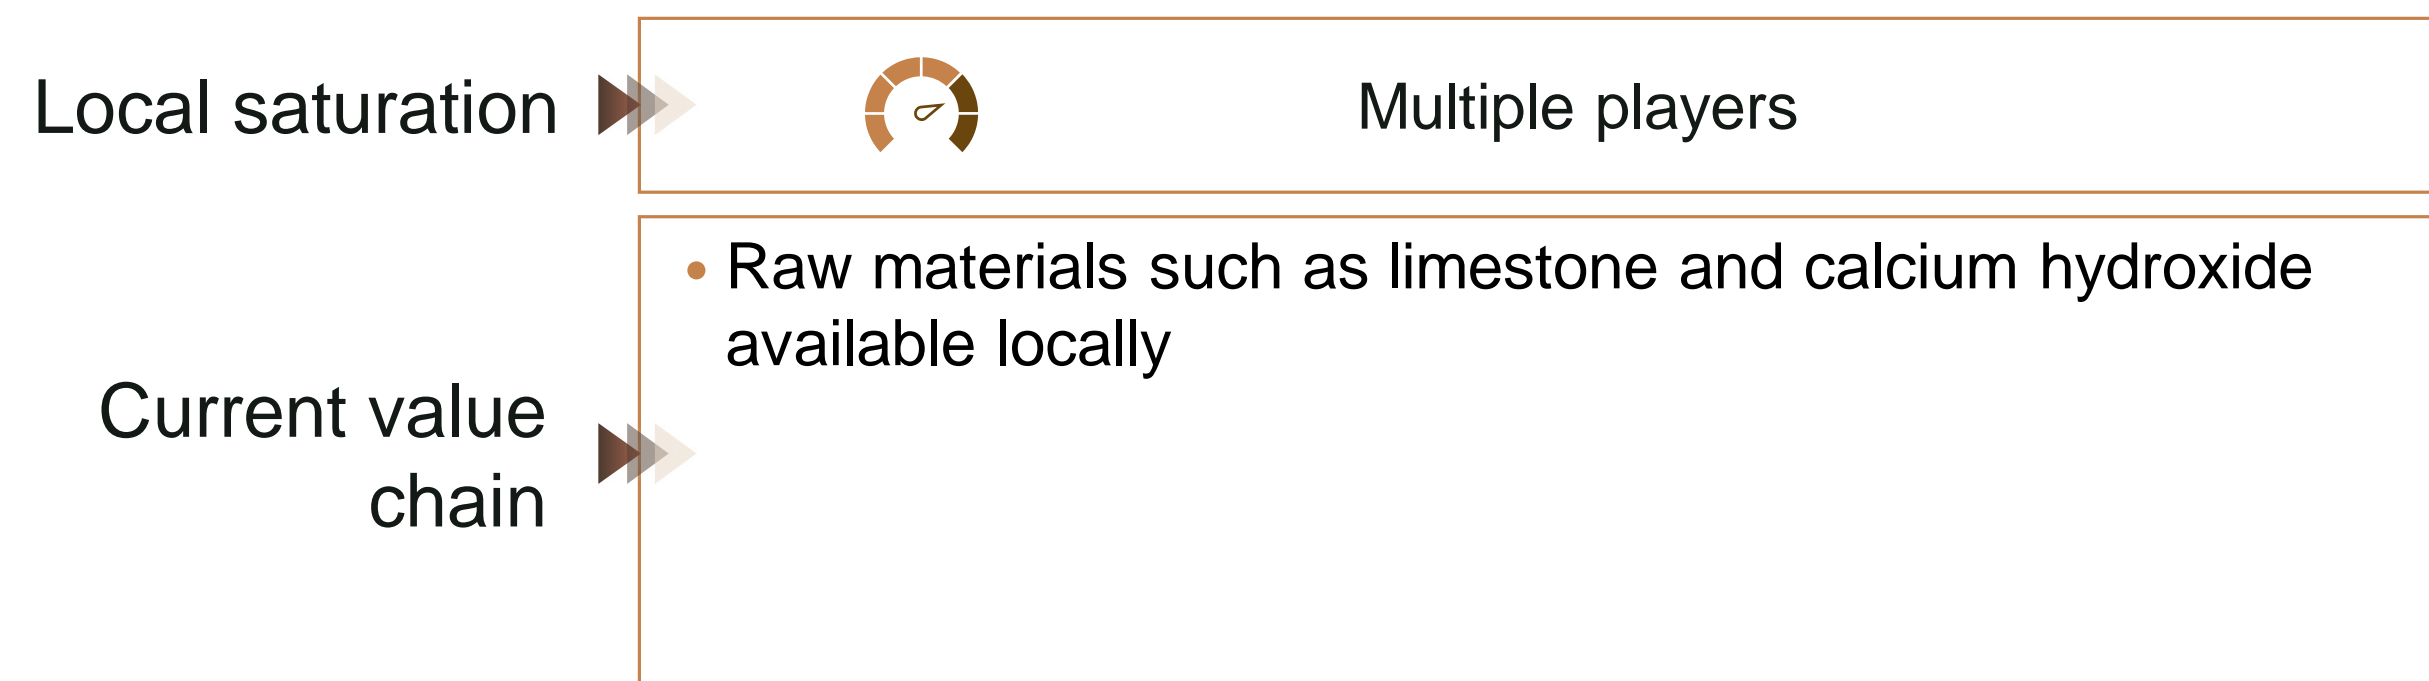 Local saturation
Multiple players
Current value
chain
• Raw materials such as limestone and calcium hydroxide
available locally